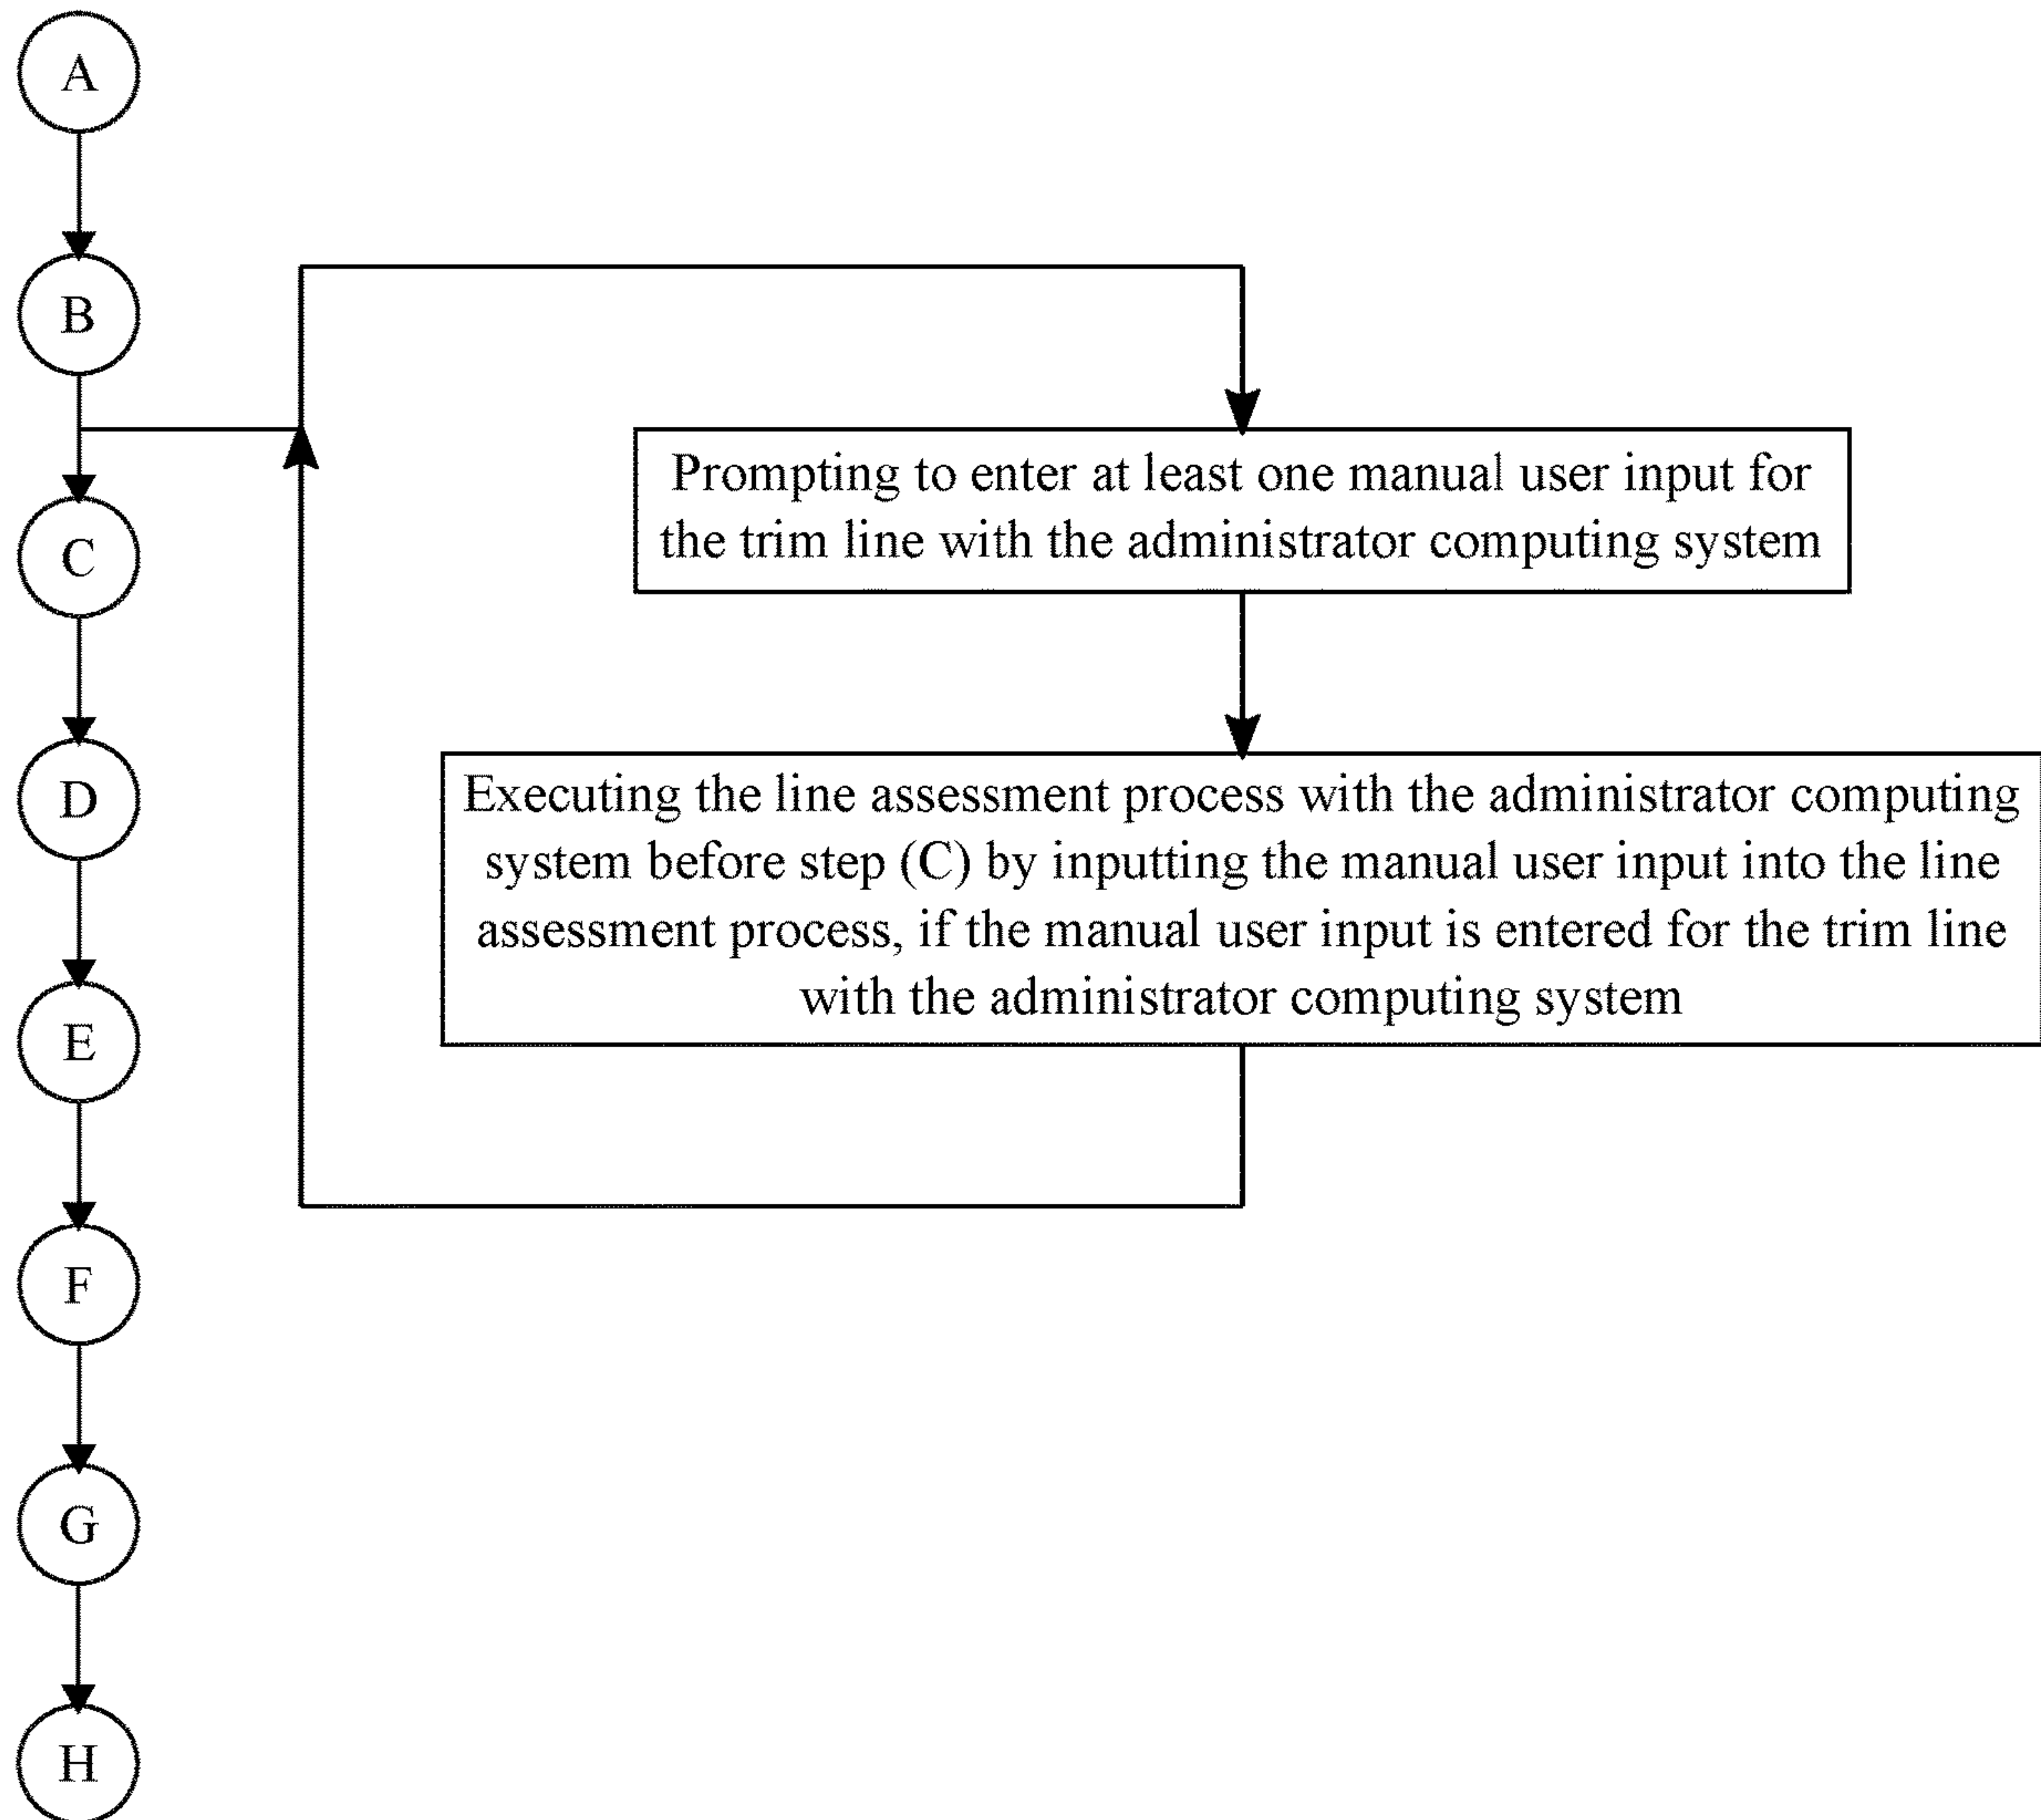 A
B
Prompting to enter at least one manual user input for
the trim line with the administrator computing system
C
D
Executing the line assessment process with the administrator computing
system before step (C) by inputting the manual user input into the line
assessment process, if the manual user input is entered for the trim line
with the administrator computing system
E
F
G
H